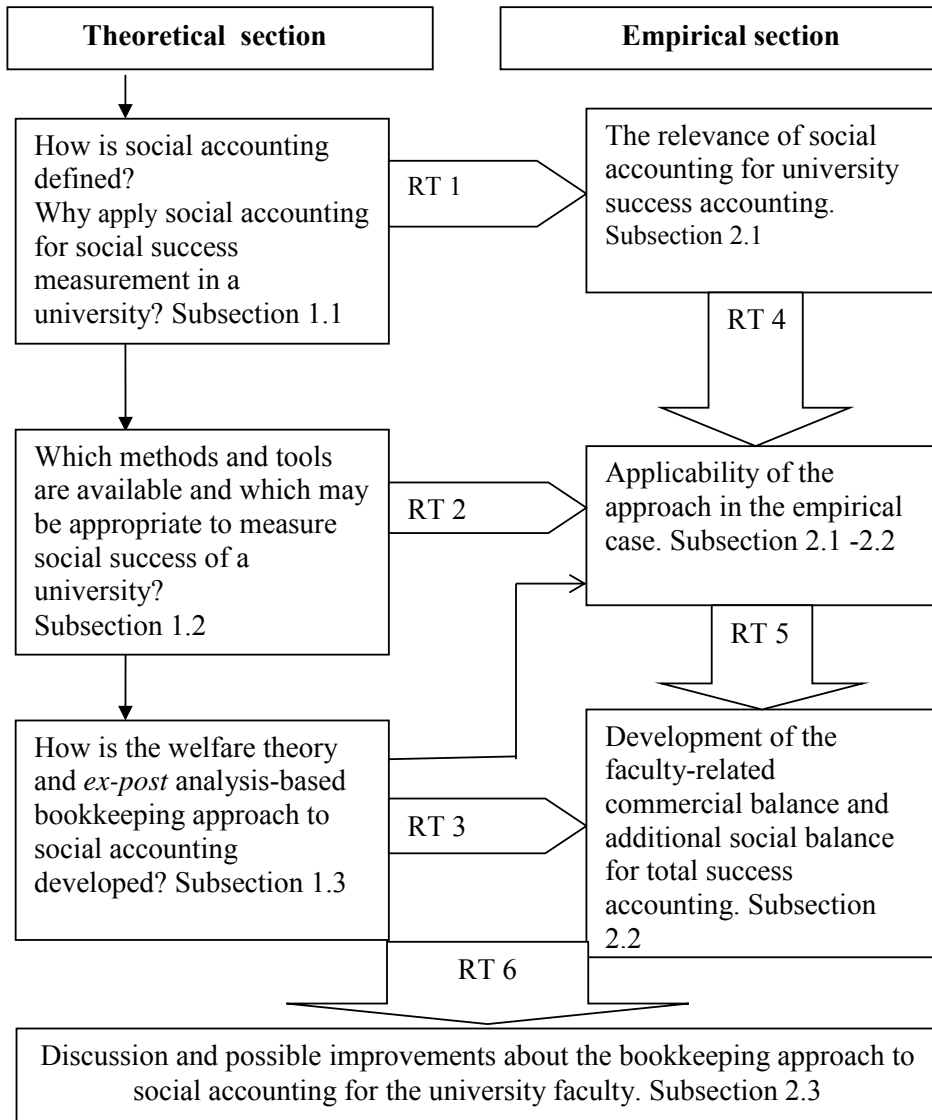 Theoretical section
Empirical section
How is social accounting
defined?
Why apply social accounting
for social success
measurement in a
university? Subsection 1.1
RT 1
The relevance of social
accounting for university
success accounting.
Subsection 2.1
RT 4
Which methods and tools
are available and which may
be appropriate to measure
social success of a
university?
Subsection 1.2
RT 2
Applicability of the
approach in the empirical
case. Subsection 2.1 -2.2
RT 5
How is the welfare theory
and ex-post analysis-based
bookkeeping approach to
social accounting
developed? Subsection 1.3
RT 3
Development of the
faculty-related
commercial balance and
additional social balance
for total success
accounting. Subsection
2.2
RT 6
Discussion and possible improvements about the bookkeeping approach to
social accounting for the university faculty. Subsection 2.3